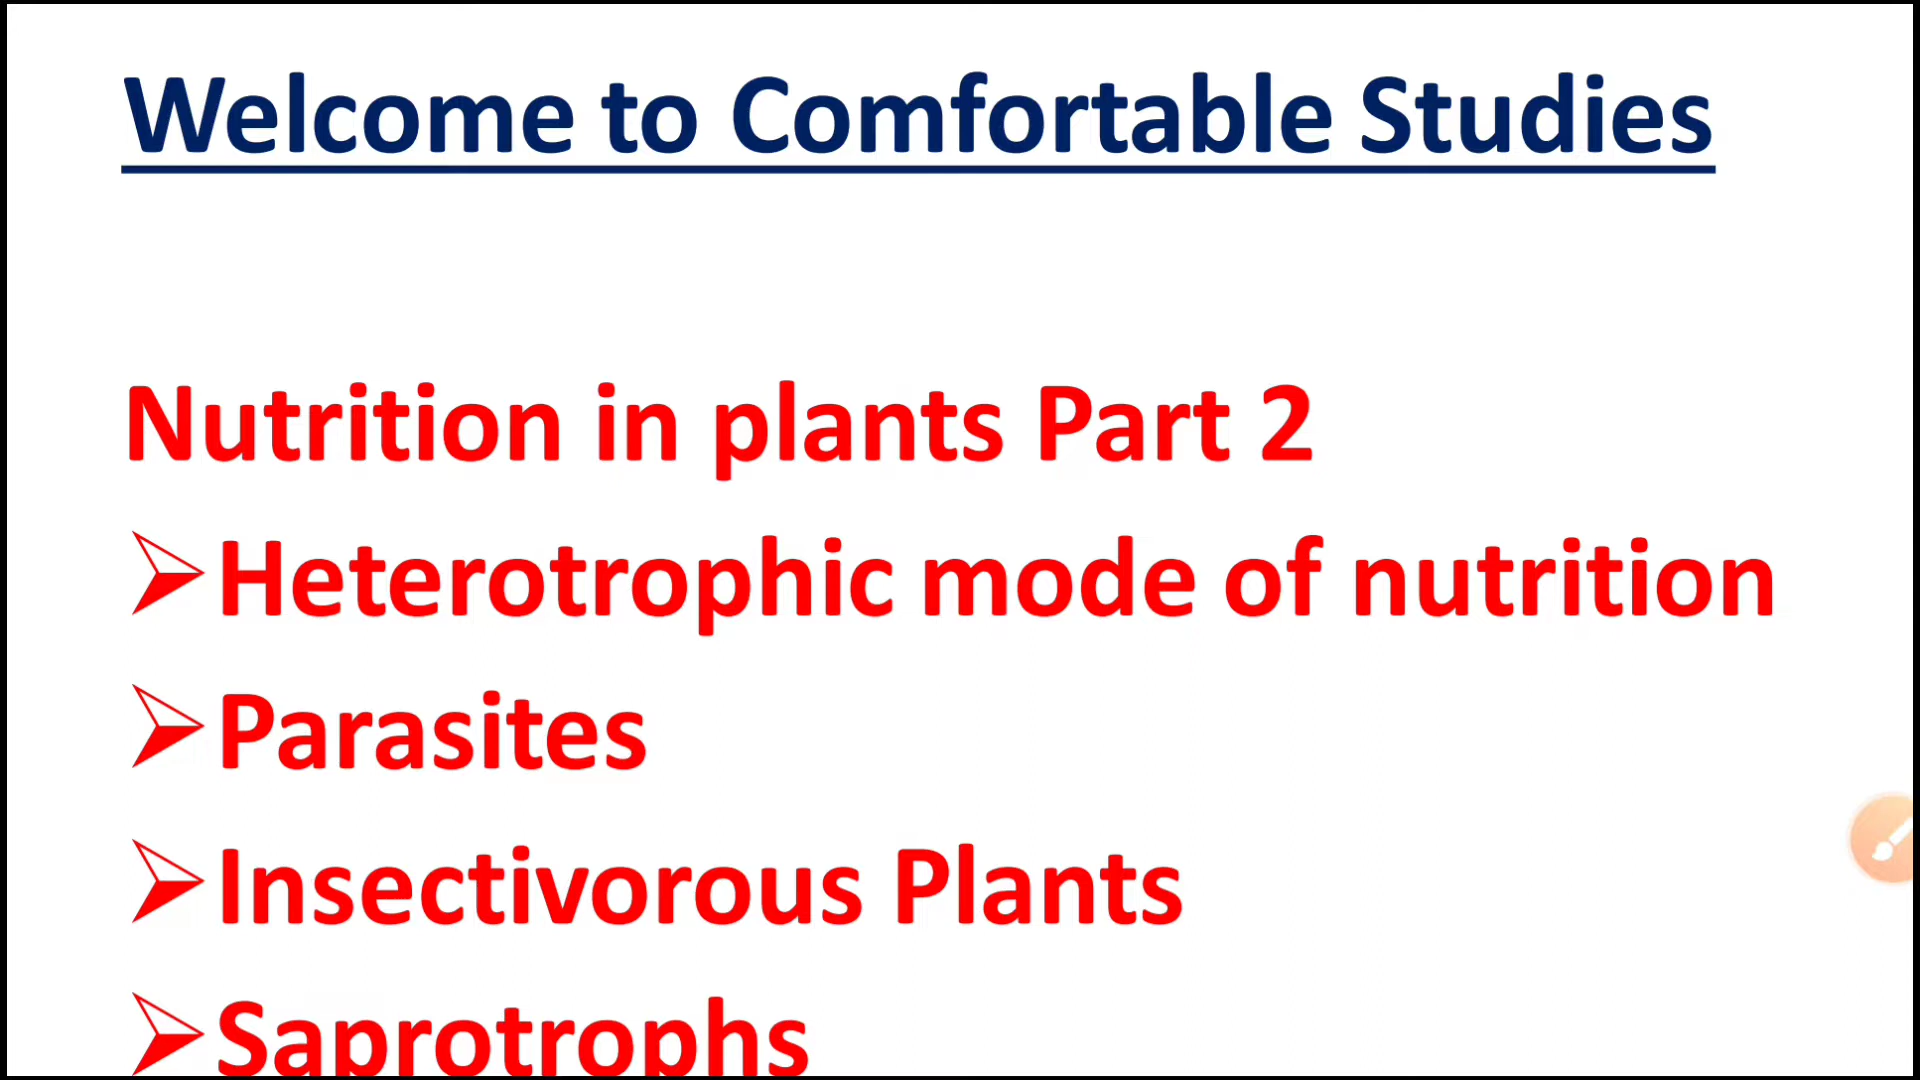 Welcome to Comfortable Studies
Nutrition in plants Part 2
➢Heterotrophic mode of nutrition
➢Parasites
➢Insectivorous Plants
➢Saprotrophs